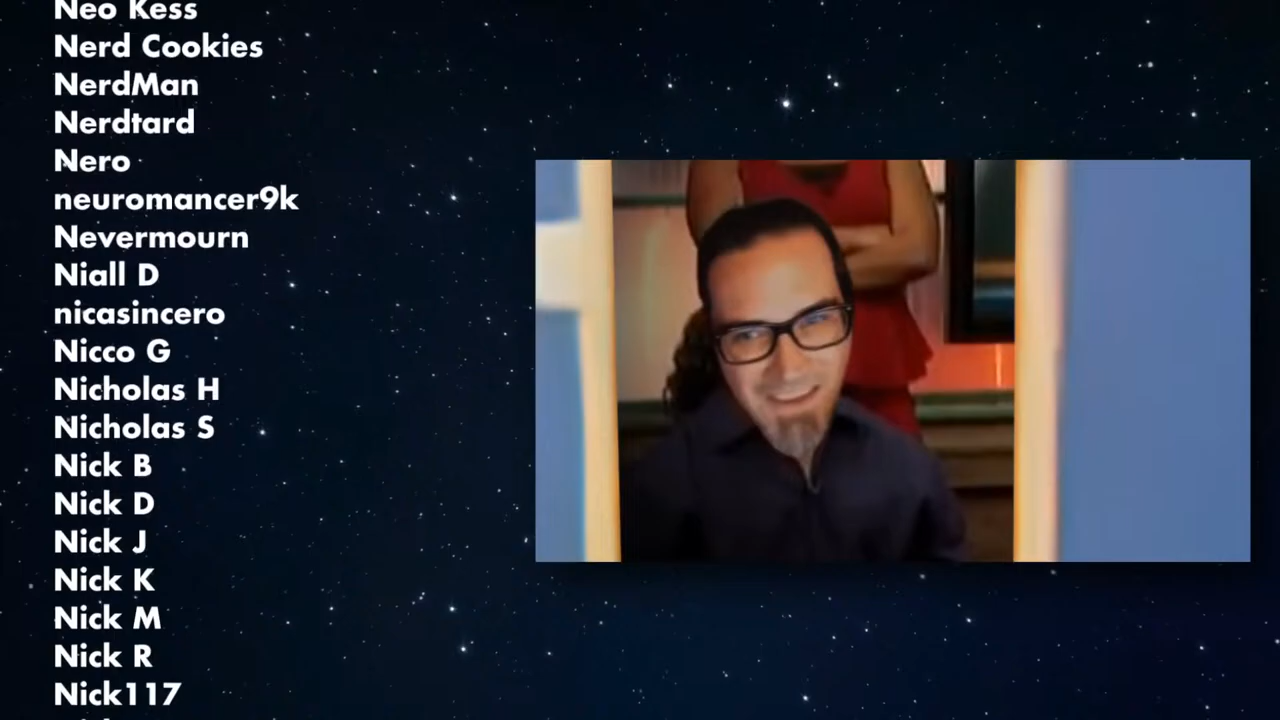 Neo Kess
Nerd Cookies
NerdMan
Nerdtard
Nero
neuromancer9k
Nevermourn
Niall D
nicasincero
Nicco G
Nicholas H
Nicholas S
Nick B
Nick D
Nick J
Nick K
Nick M
Nick R
Nick117